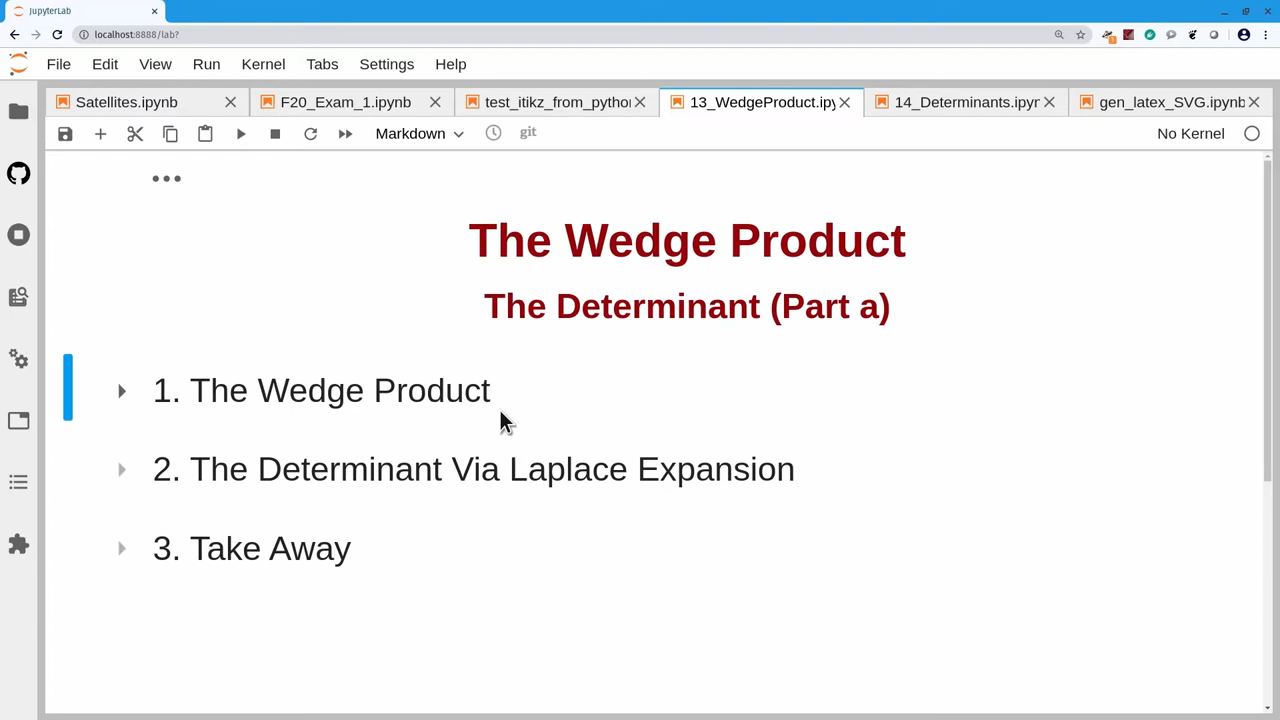 JupyterLab
localhost:8888/lab?
File Edit View Run Kernel Tabs Settings Help
Satellites.ipynb F20_Exam_1.ipynb test_itikz_from_pytho 13_WedgeProduct.ipy 14_Determinants.ipyn gen_latex_SVG.ipynb
Markdown git No Kernel
The Wedge Product
The Determinant (Part a)
1. The Wedge Product
2. The Determinant Via Laplace Expansion
3. Take Away